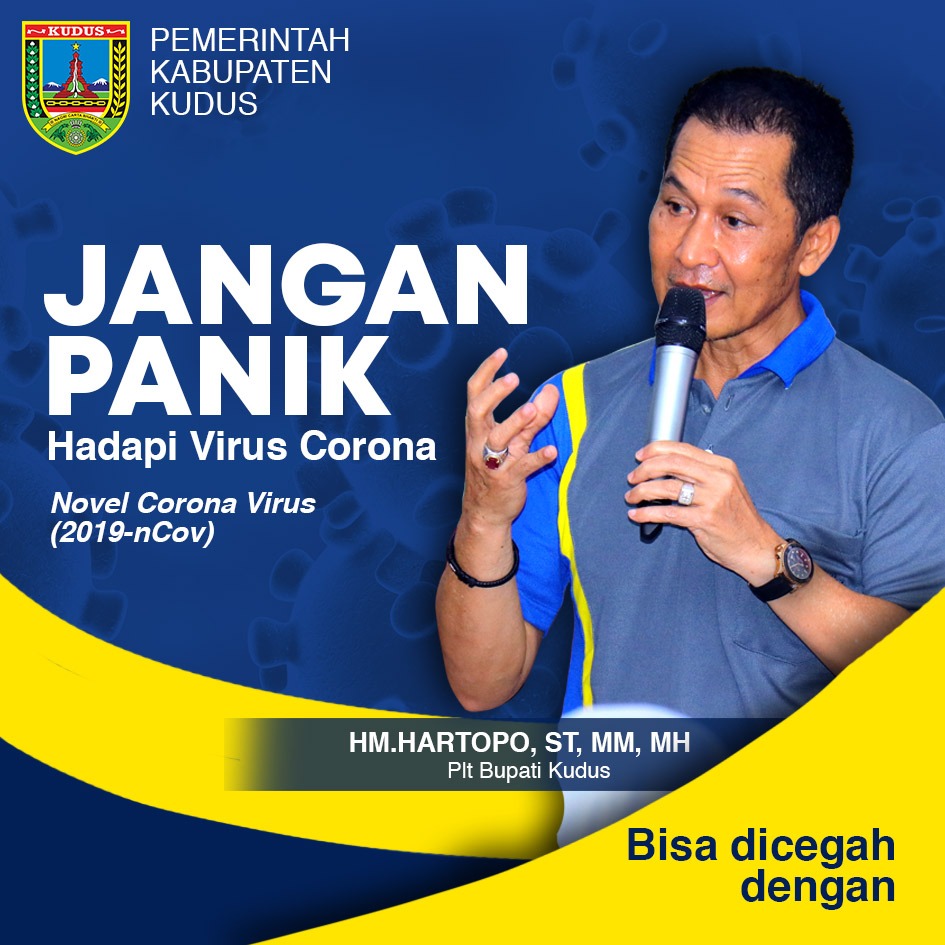 KUDUS
PEMERINTAH
KABUPATEN
KUDUS
JANGAN
PANIK
Hadapi Virus Corona
Novel Corona Virus
(2019-nCov)
HM.HARTOPO, ST, MM, MH
Plt Bupati Kudus
Bisa dicegah
dengan